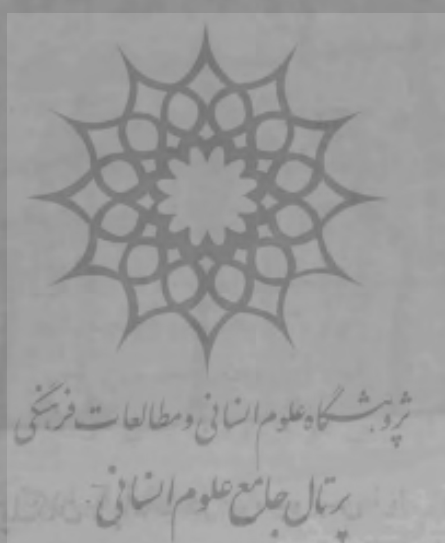 پژوهشگاه علوم انسانی و مطالعات فرهنگی
پرتال جامع علوم انسانی